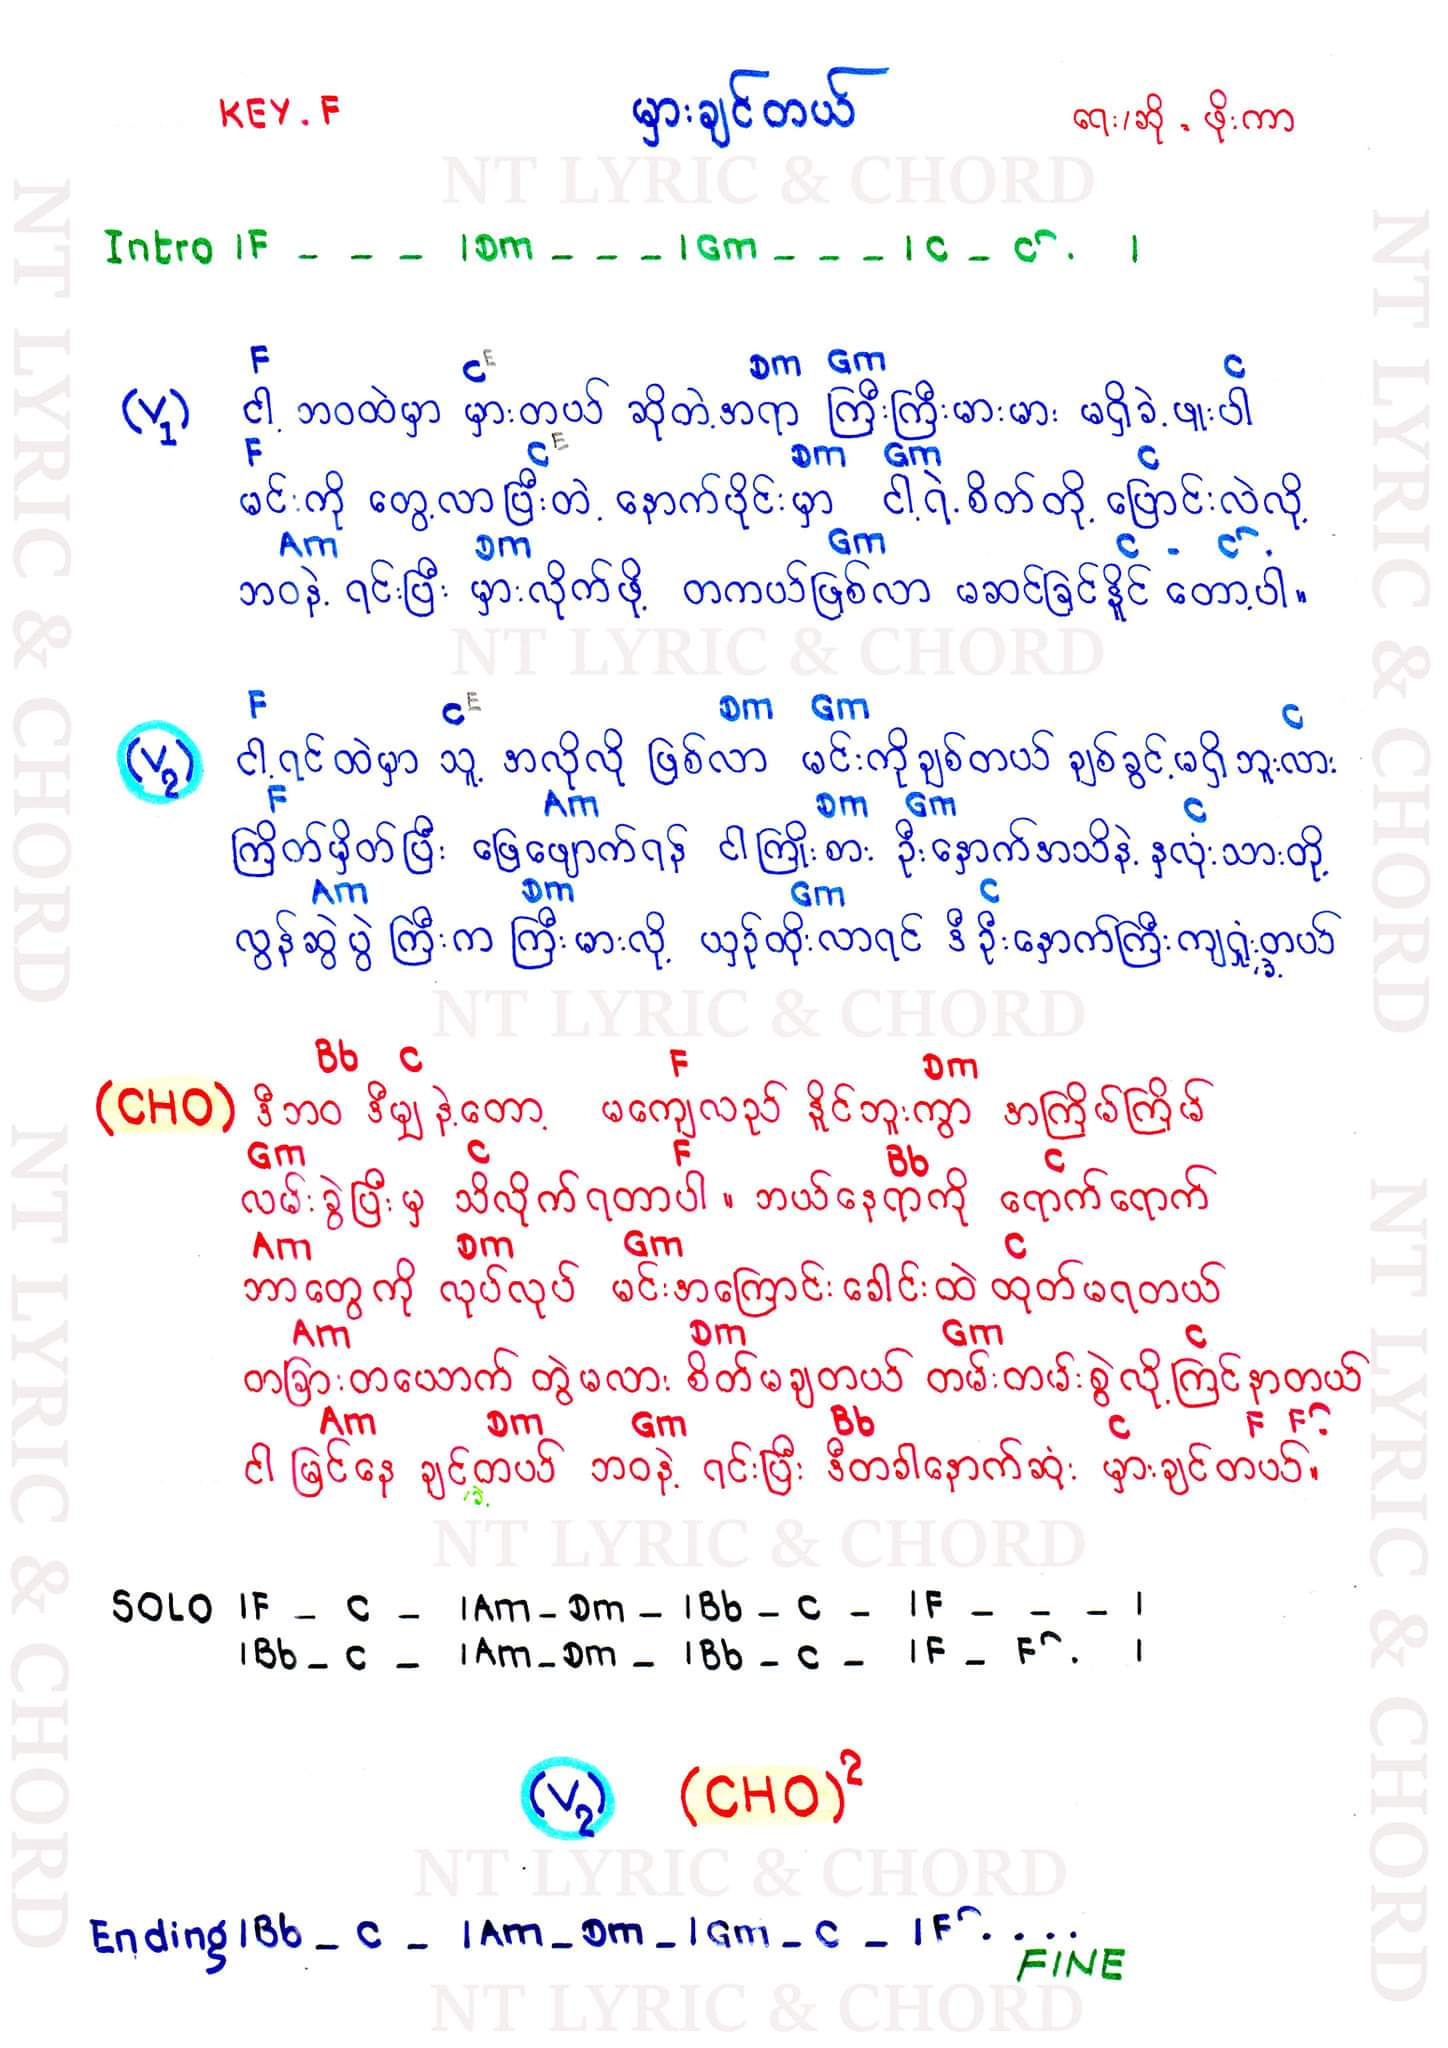 KEY.F မှားချင်တယ် ရေး/ဆို = ဖိုးကာ
NT LYRIC & CHORD
Intro |F _ _ _ |Dm _ _ _ |Gm _ _ _ |C _ C⌒. |
F CE Dm Gm C
(V1) ငါ့ ဘဝထဲမှာ မှားတယ် ဆိုတဲ့အရာ ကြီးကြီးမားမား မရှိခဲ့ဖူးပါ
F CE Dm Gm C
မင်းကို တွေ့လာပြီးတဲ့ နောက်ပိုင်းမှာ ငါ့ရဲ့စိတ်တို့ ပြောင်းလဲလို့
Am Dm Gm C - C⌒.
ဘဝနဲ့ ရင်းပြီး မှားလိုက်ဖို့ တကယ်ဖြစ်လာ မဆင်ခြင်နိူင် တော့ပါ။
NT LYRIC & CHORD
F CE Dm Gm C
(V2) ငါ့ရင်ထဲမှာ သူ့ အလိုလို ဖြစ်လာ မင်းကိုချစ်တယ် ချစ်ခွင့်မရှိဘူးလား
F Am Dm Gm C
ကြိတ်မှိတ်ပြီး ဖြေဖျောက်ရန် ငါကြိုးစား ဦးနှောက်အသိနဲ့ နှလုံးသားတို့
Am Dm Gm C
လွန်ဆွဲပွဲ ကြီးက ကြီးမားလို့ ယှဉ်ထိုးလာရင် ဒီဦးနှောက်ကြီးကျရှုံးတယ်
NT LYRIC & CHORD
Bb C F Dm
(CHO) ဒီဘဝ ဒီမျှနဲ့တော့ မကျေလည် နိူင်ဘူးကွာ အကြိမ်ကြိမ်
Gm C F Bb C
လမ်းခွဲပြီးမှ သိလိုက်ရတာပါ။ ဘယ်နေရာကို ရောက်ရောက်
Am Dm Gm C
ဘာတွေကို လုပ်လုပ် မင်းအကြောင်းခေါင်းထဲ ထုတ်မရတယ်
Am Dm Gm C
တခြားတယောက် တွဲမလား စိတ်မချတယ် တမ်းတမ်းစွဲလို့ကြင်နာတယ်
Am Dm Gm Bb C F F⌒.
ငါ မြင်နေ ချင်တယ် ဘဝနဲ့ ရင်းပြီး ဒီတခါနောက်ဆုံး မှားချင်တယ်။
NT LYRIC & CHORD
SOLO |F _ C _ |Am _ Dm _ |Bb _ C _ |F _ _ _ |
|Bb _ C _ |Am _ Dm _ |Bb _ C _ |F _ F⌒. |
(V2) (CHO)2
NT LYRIC & CHORD
Ending |Bb _ C _ |Am _ Dm _ |Gm _ C _ |F⌒. . . .
FINE
NT LYRIC & CHORD
NT LYRIC & CHORD
NT LYRIC & CHORD
NT LYRIC & CHORD
NT LYRIC & CHORD